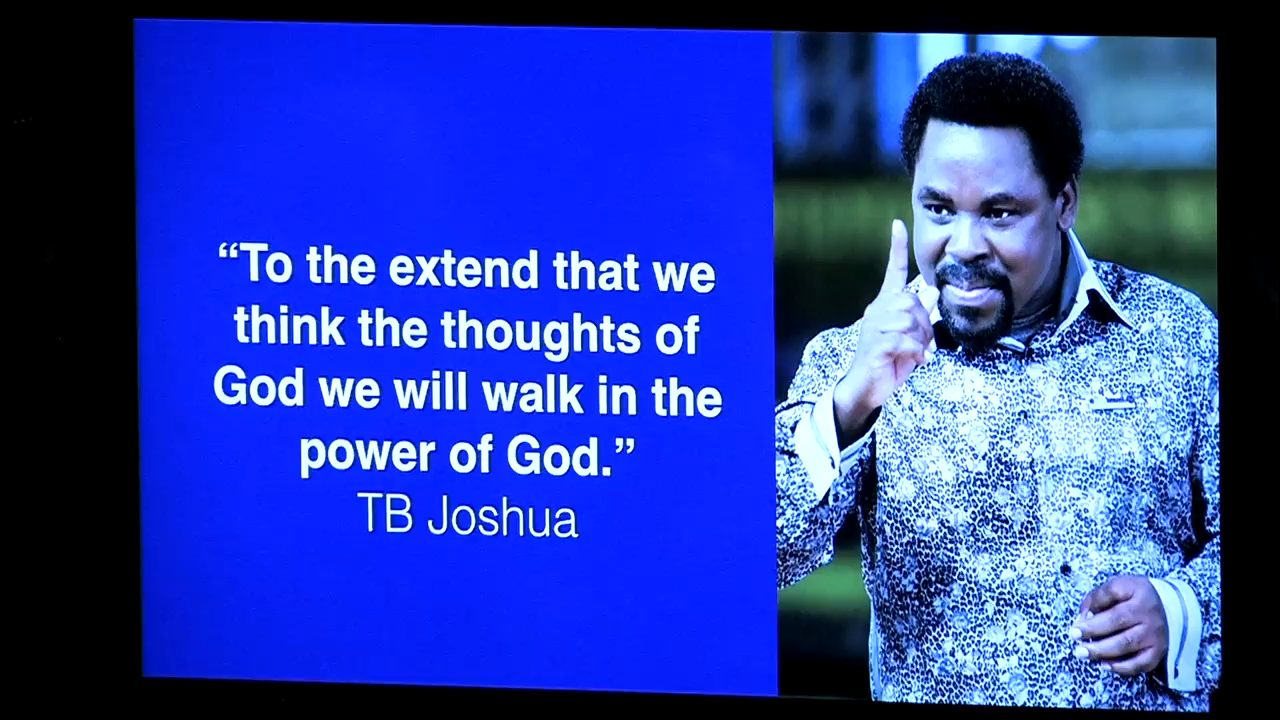 “To the extend that we
think the thoughts of
God we will walk in the
power of God.”
TB Joshua